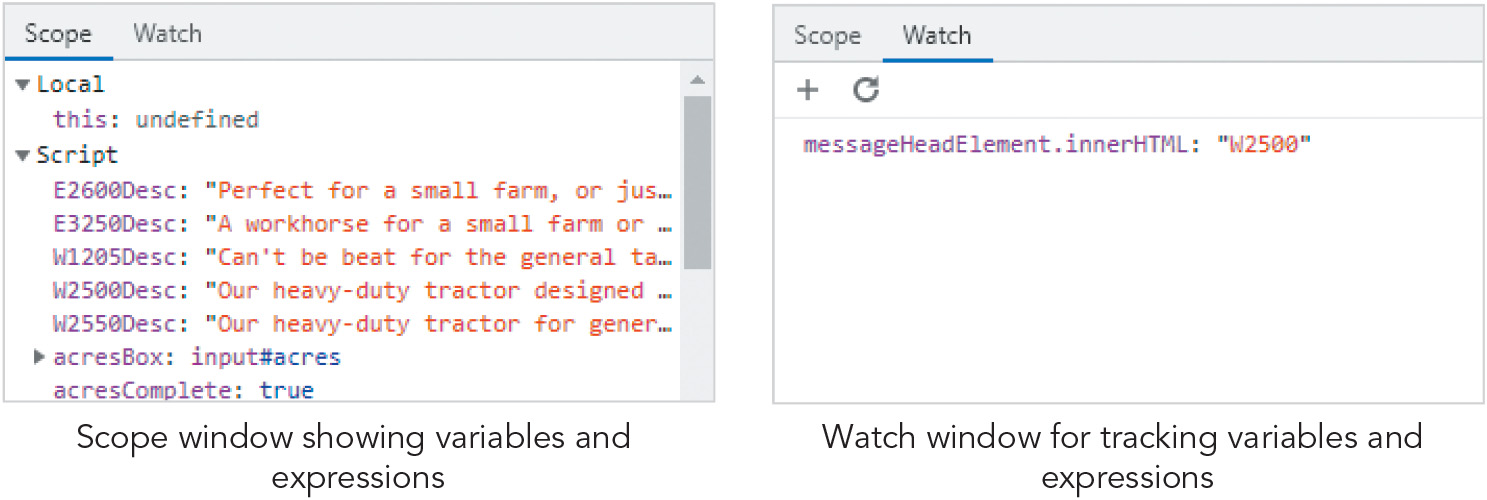 Scope Watch
Local
this: undefined
Script
E2600Desc: "Perfect for a small farm, or jus…
E3250Desc: "A workhorse for a small farm or …
W1205Desc: "Can't be beat for the general ta…
W2500Desc: "Our heavy-duty tractor designed …
W2550Desc: "Our heavy-duty tractor for gener…
acresBox: input#acres
acresComplete: true
Scope window showing variables and
expressions
Scope Watch
messageHeadElement.innerHTML: "W2500"
Watch window for tracking variables and
expressions